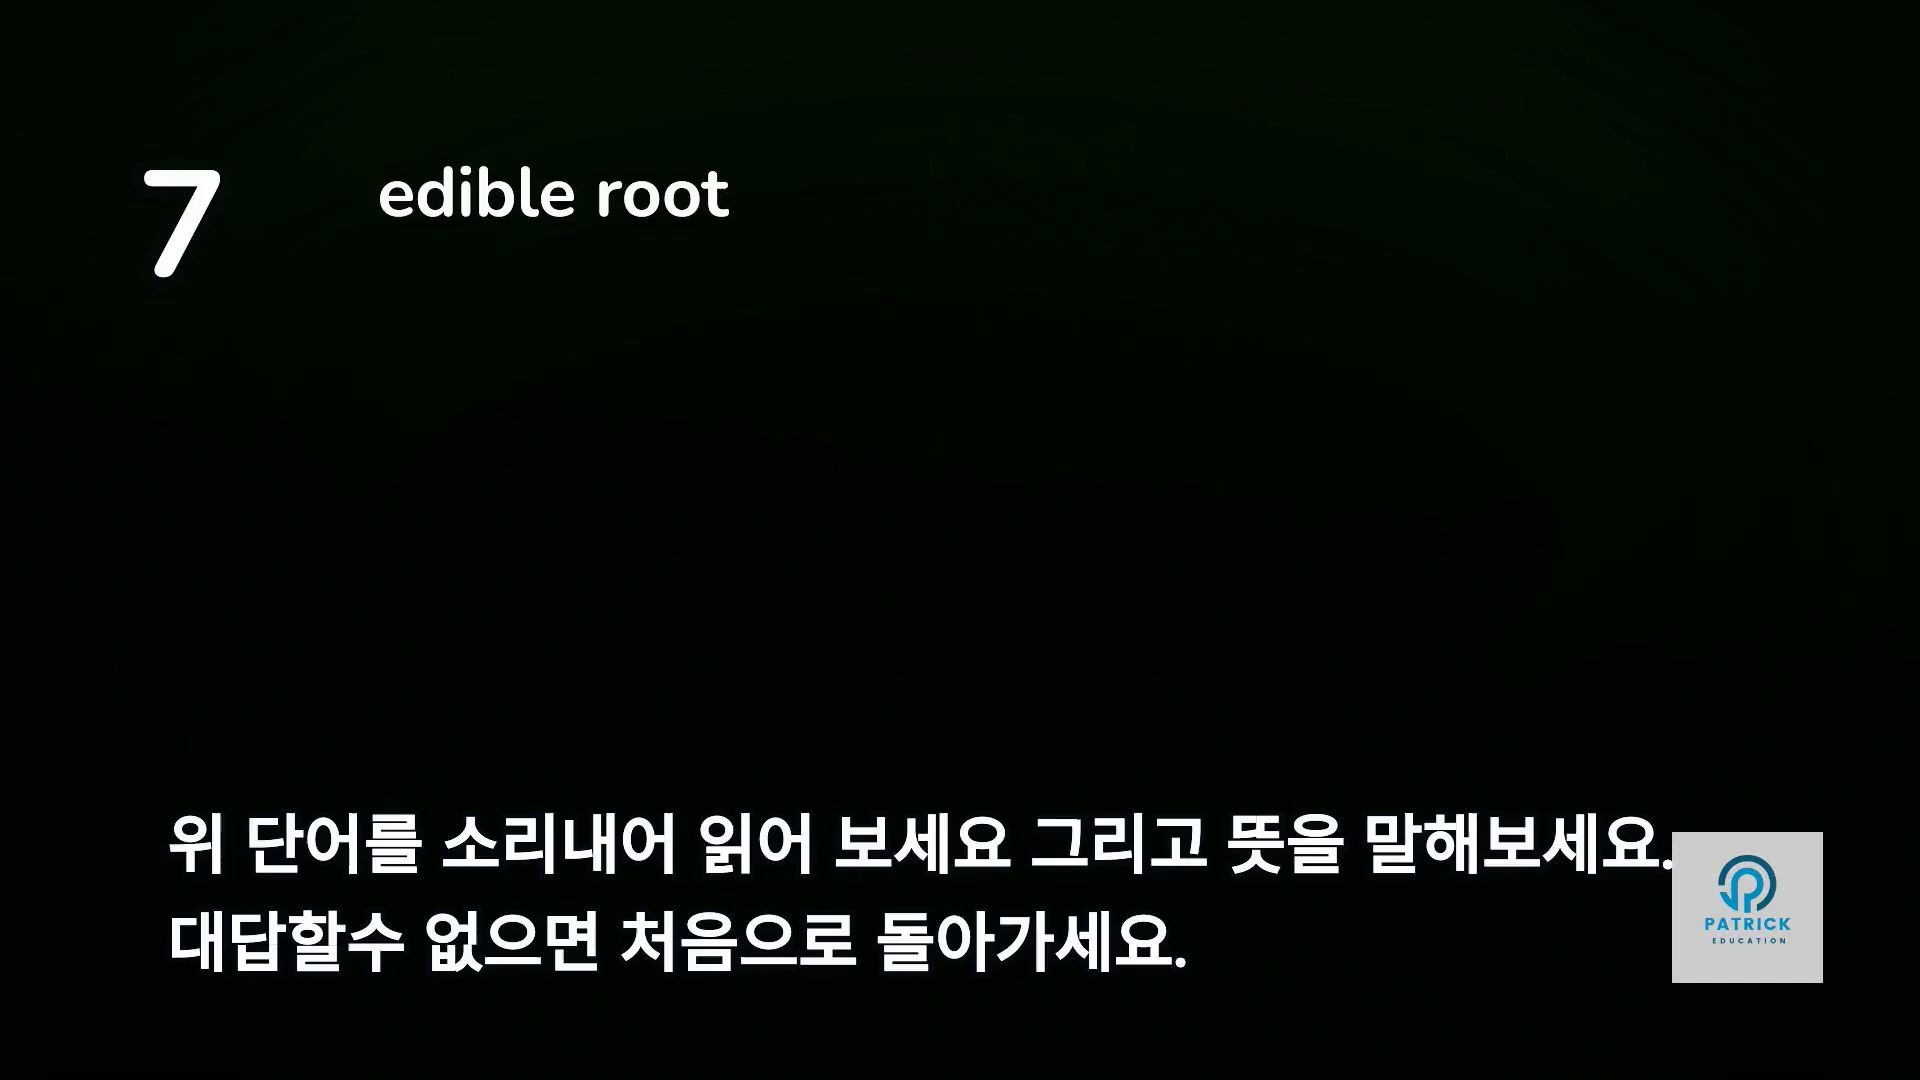 7
edible root
위 단어를 소리내어 읽어 보세요 그리고 뜻을 말해보세요.
대답할수 없으면 처음으로 돌아가세요.
PATRICK
EDUCATION